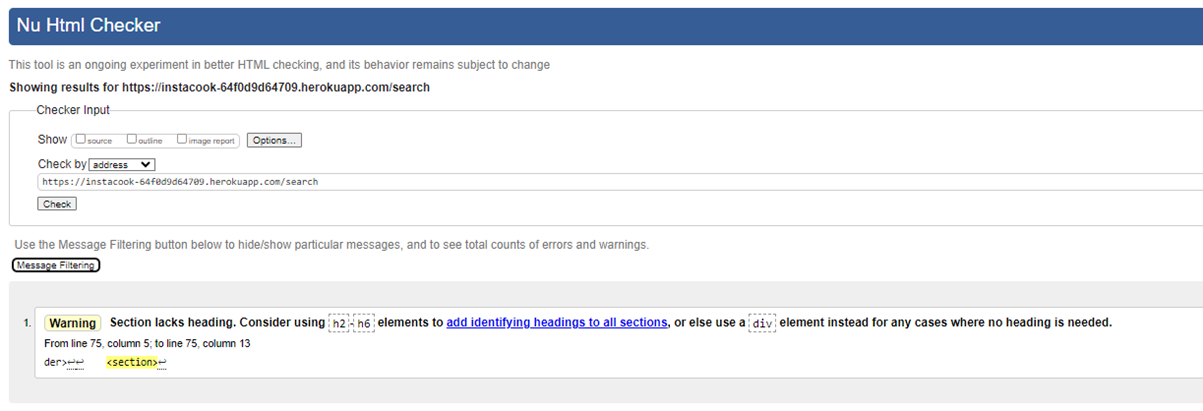 Nu Html Checker
This tool is an ongoing experiment in better HTML checking, and its behavior remains subject to change
Showing results for https://instacook-64f0d9d64709.herokuapp.com/search
Checker Input
Show source outline image report Options...
Check by address
https://instacook-64f0d9d64709.herokuapp.com/search
Check
Use the Message Filtering button below to hide/show particular messages, and to see total counts of errors and warnings.
Message Filtering
1. Warning Section lacks heading. Consider using h2-h6 elements to add identifying headings to all sections, or else use a div element instead for any cases where no heading is needed.
From line 75, column 5; to line 75, column 13
der>↩↩ <section>↩